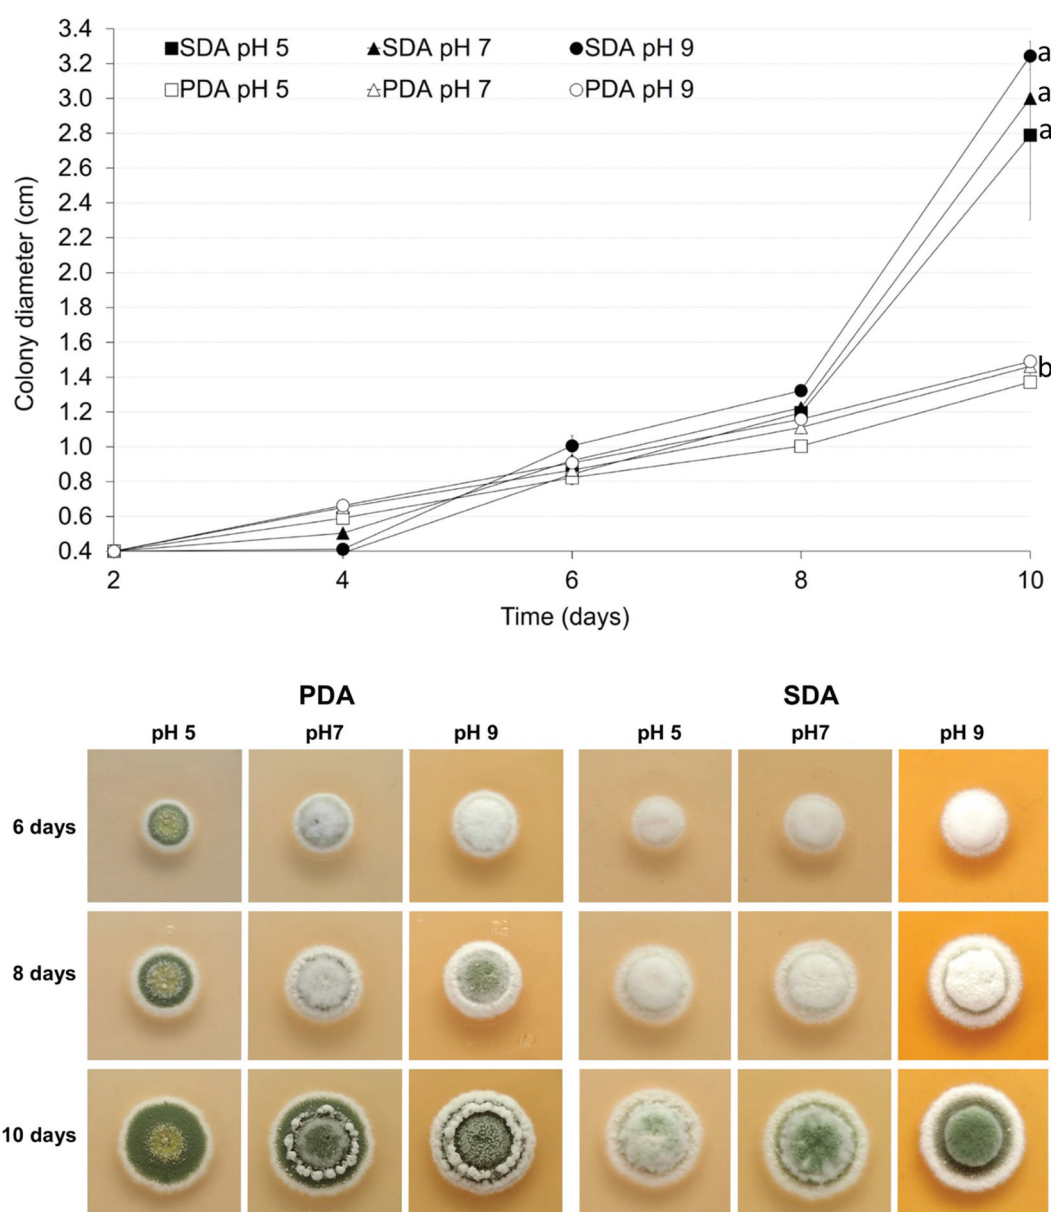 3.4
■SDA pH 5 ▲SDA pH 7 ●SDA pH 9
□PDA pH 5 △PDA pH 7 ○PDA pH 9
3.2
3.0
2.8
2.6
2.4
2.2
2.0
1.8
1.6
1.4
1.2
1.0
0.8
0.6
0.4
a
a
a
b
Colony diameter (cm)
2 4 6 8 10
Time (days)
PDA SDA
pH 5 pH7 pH 9 pH 5 pH7 pH 9
6 days
8 days
10 days